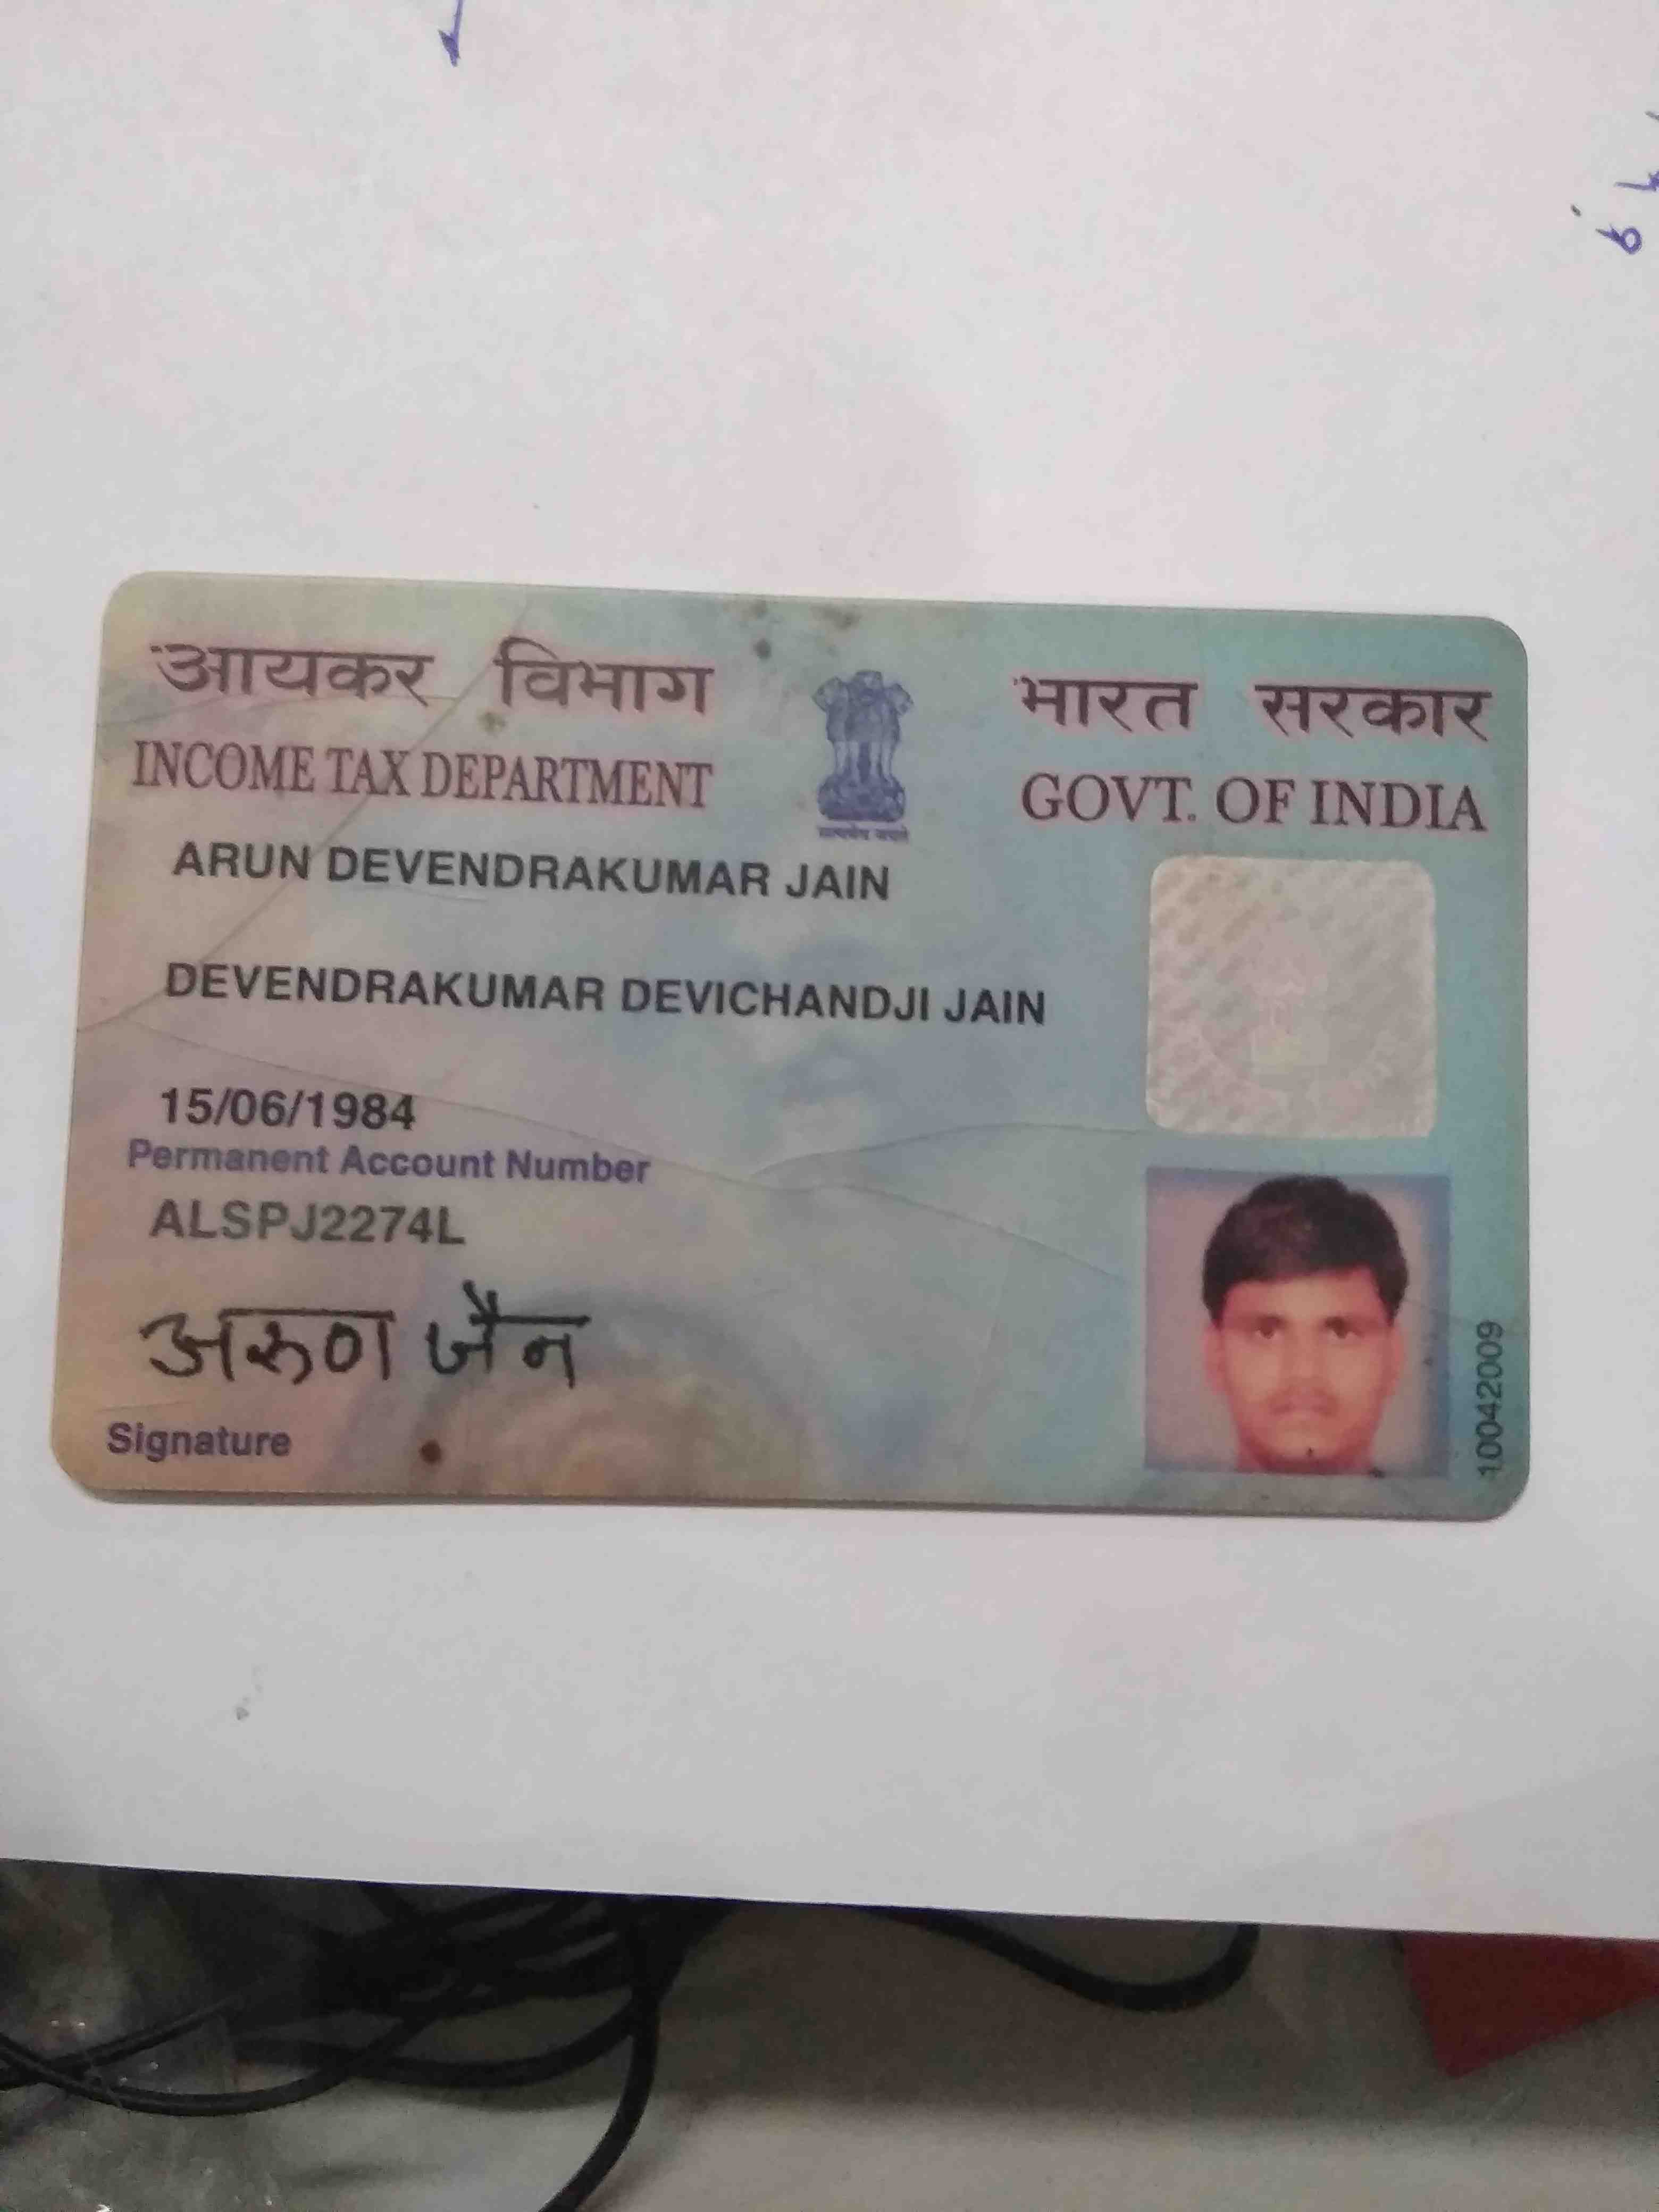 आयकर विभाग
INCOME TAX DEPARTMENT
सत्यमेव जयते
भारत सरकार
GOVT. OF INDIA
ARUN DEVENDRAKUMAR JAIN
DEVENDRAKUMAR DEVICHANDJI JAIN
15/06/1984
Permanent Account Number
ALSPJ2274L
अरुण जैन
Signature
10042009